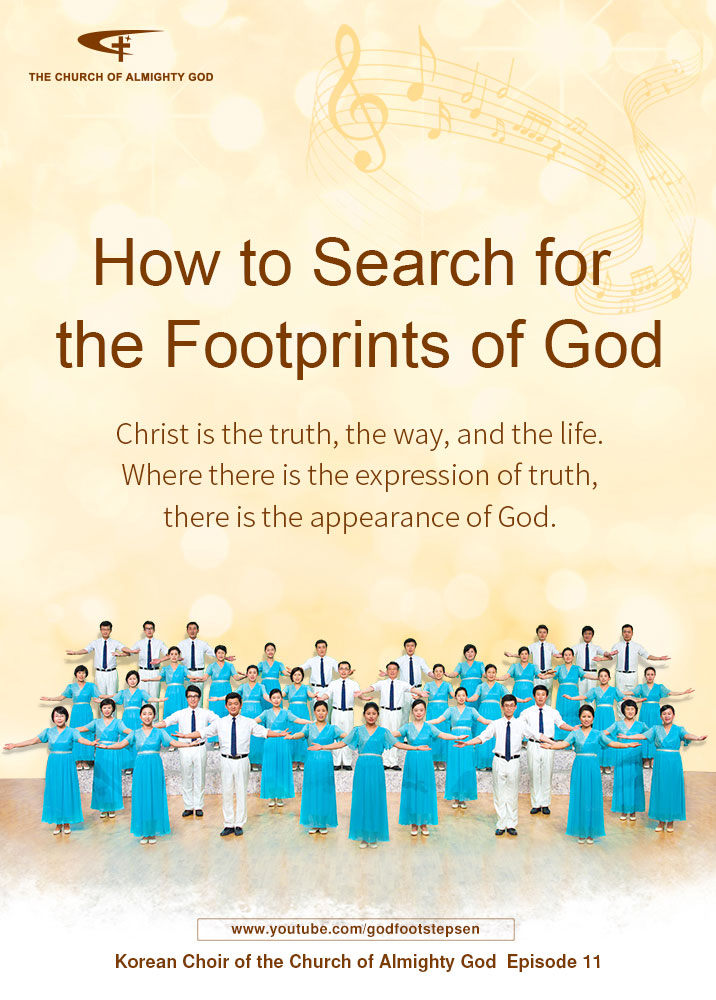 THE CHURCH OF ALMIGHTY GOD
How to Search for
the Footprints of God
Christ is the truth, the way, and the life.
Where there is the expression of truth,
there is the appearance of God.
www.youtube.com/godfootstepsen
Korean Choir of the Church of Almighty God Episode 11